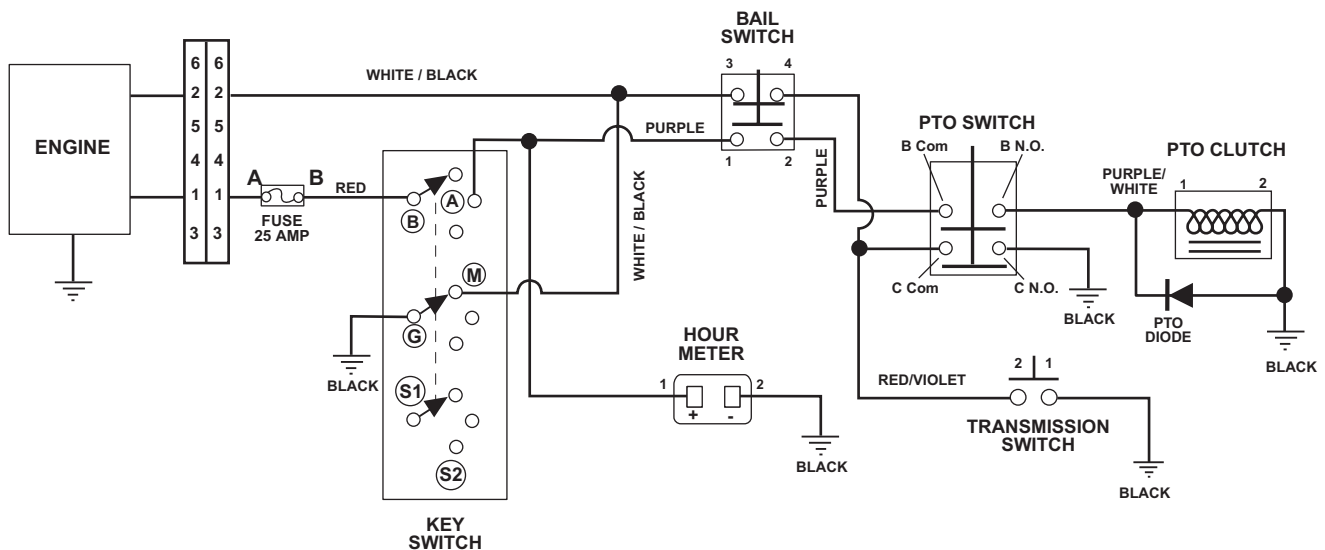 BAIL
SWITCH
3 4
1 2
ENGINE
6 6
2 2
5 5
4 4
1 1
3 3
WHITE / BLACK
PURPLE
A B
FUSE
25 AMP
RED
B
A
M
G
BLACK
S1
S2
KEY
SWITCH
WHITE / BLACK
PURPLE
HOUR
METER
1 2
+ -
BLACK
PTO SWITCH
B Com B N.O.
C Com C N.O.
BLACK
PURPLE/
WHITE
PTO CLUTCH
1 2
PTO
DIODE
BLACK
RED/VIOLET
2 1
TRANSMISSION
SWITCH
BLACK